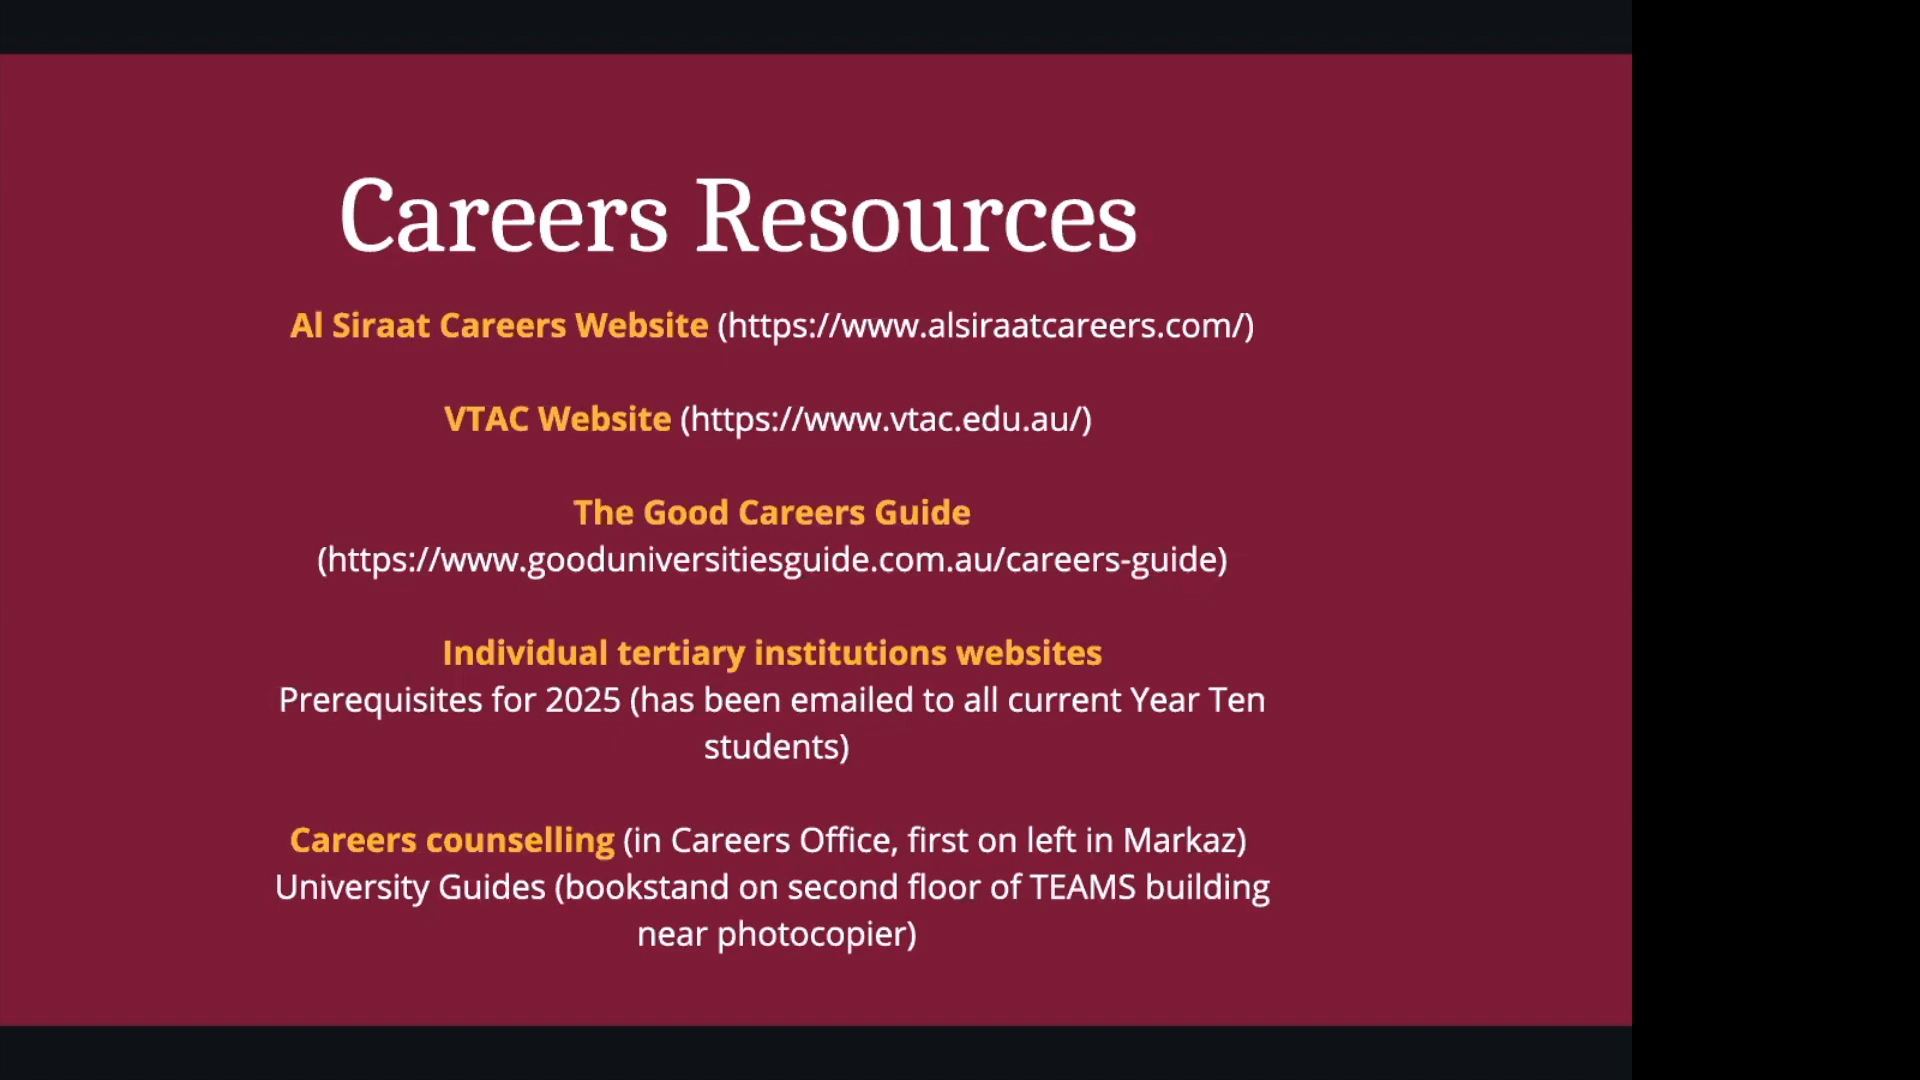 Careers Resources
Al Siraat Careers Website (https://www.alsiraatcareers.com/)
VTAC Website (https://www.vtac.edu.au/)
The Good Careers Guide
(https://www.gooduniversitiesguide.com.au/careers-guide)
Individual tertiary institutions websites
Prerequisites for 2025 (has been emailed to all current Year Ten
students)
Careers counselling (in Careers Office, first on left in Markaz)
University Guides (bookstand on second floor of TEAMS building
near photocopier)